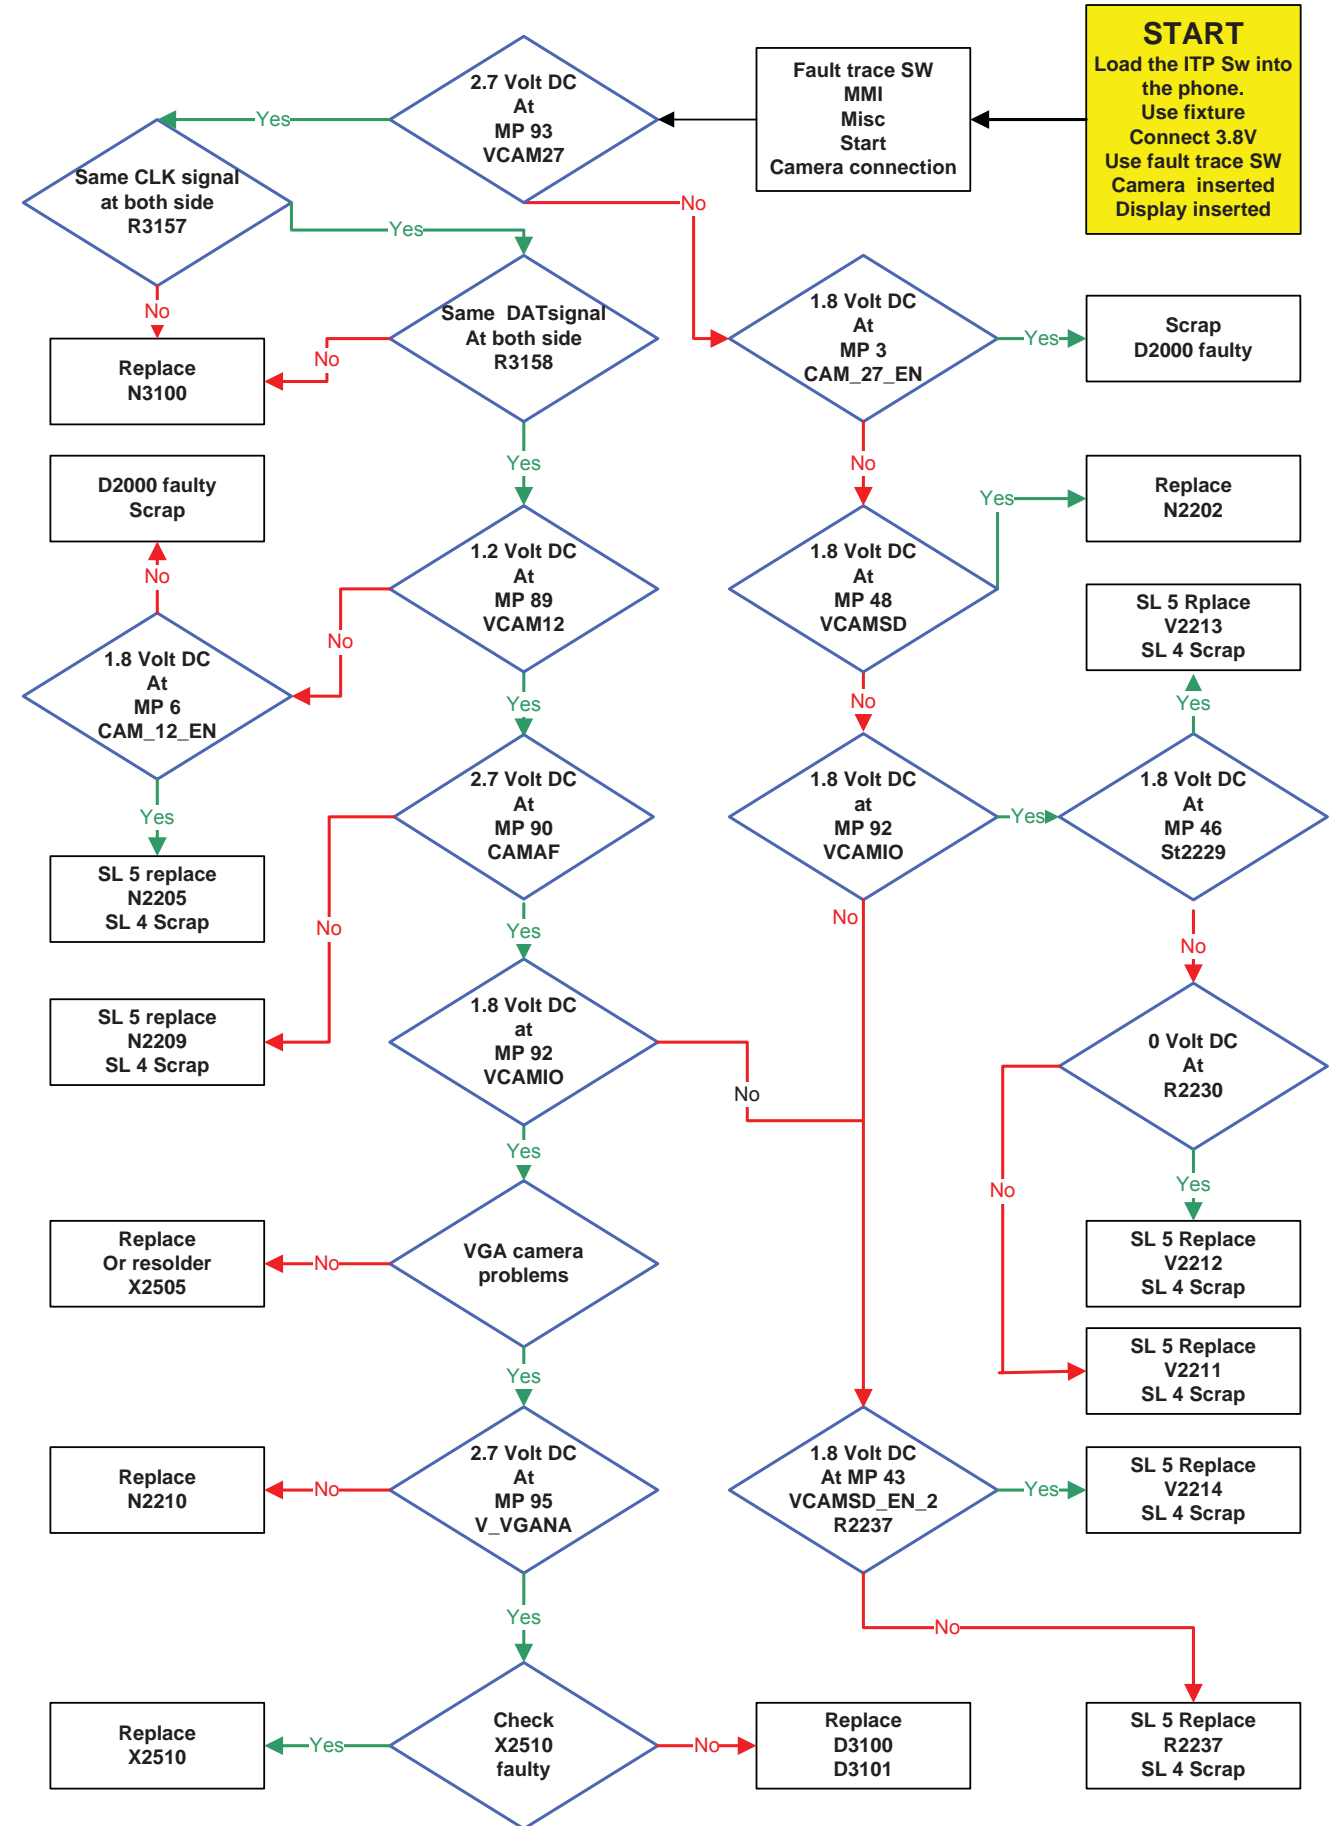 START
Load the ITP Sw into
the phone.
Use fixture
Connect 3.8V
Use fault trace SW
Camera inserted
Display inserted
Fault trace SW
MMI
Misc
Start
Camera connection
2.7 Volt DC
At
MP 93
VCAM27
Yes
No
Same CLK signal
at both side
R3157
Yes
No
Same DATsignal
At both side
R3158
No
Yes
Replace
N3100
1.8 Volt DC
At
MP 3
CAM_27_EN
Yes
No
Scrap
D2000 faulty
D2000 faulty
Scrap
No
1.2 Volt DC
At
MP 89
VCAM12
No
Yes
1.8 Volt DC
At
MP 48
VCAMSD
Yes
No
Replace
N2202
SL 5 Rplace
V2213
SL 4 Scrap
Yes
1.8 Volt DC
At
MP 6
CAM_12_EN
Yes
2.7 Volt DC
At
MP 90
CAMAF
No
Yes
1.8 Volt DC
at
MP 92
VCAMIO
Yes
No
1.8 Volt DC
At
MP 46
St2229
No
SL 5 replace
N2205
SL 4 Scrap
SL 5 replace
N2209
SL 4 Scrap
1.8 Volt DC
at
MP 92
VCAMIO
No
Yes
0 Volt DC
At
R2230
No
Yes
Replace
Or resolder
X2505
No
VGA camera
problems
Yes
SL 5 Replace
V2212
SL 4 Scrap
SL 5 Replace
V2211
SL 4 Scrap
Replace
N2210
No
2.7 Volt DC
At
MP 95
V_VGANA
Yes
1.8 Volt DC
At MP 43
VCAMSD_EN_2
R2237
Yes
No
SL 5 Replace
V2214
SL 4 Scrap
Replace
X2510
Yes
Check
X2510
faulty
No
Replace
D3100
D3101
SL 5 Replace
R2237
SL 4 Scrap